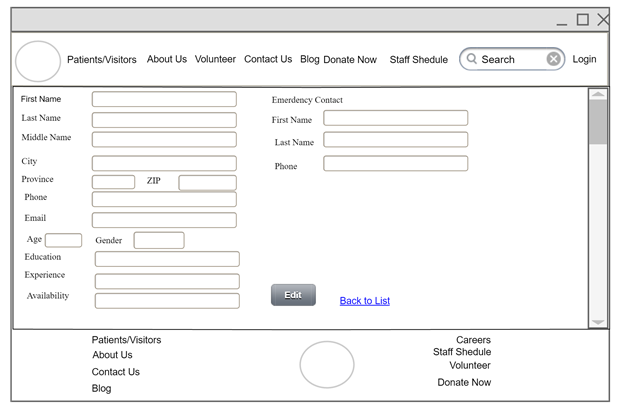 Patients/Visitors About Us Volunteer Contact Us Blog Donate Now Staff Shedule Search Login
First Name
Last Name
Middle Name
City
Province ZIP
Phone
Email
Age Gender
Education
Experience
Availability
Emerdency Contact
First Name
Last Name
Phone
Edit Back to List
Patients/Visitors
About Us
Contact Us
Blog
Careers
Staff Shedule
Volunteer
Donate Now